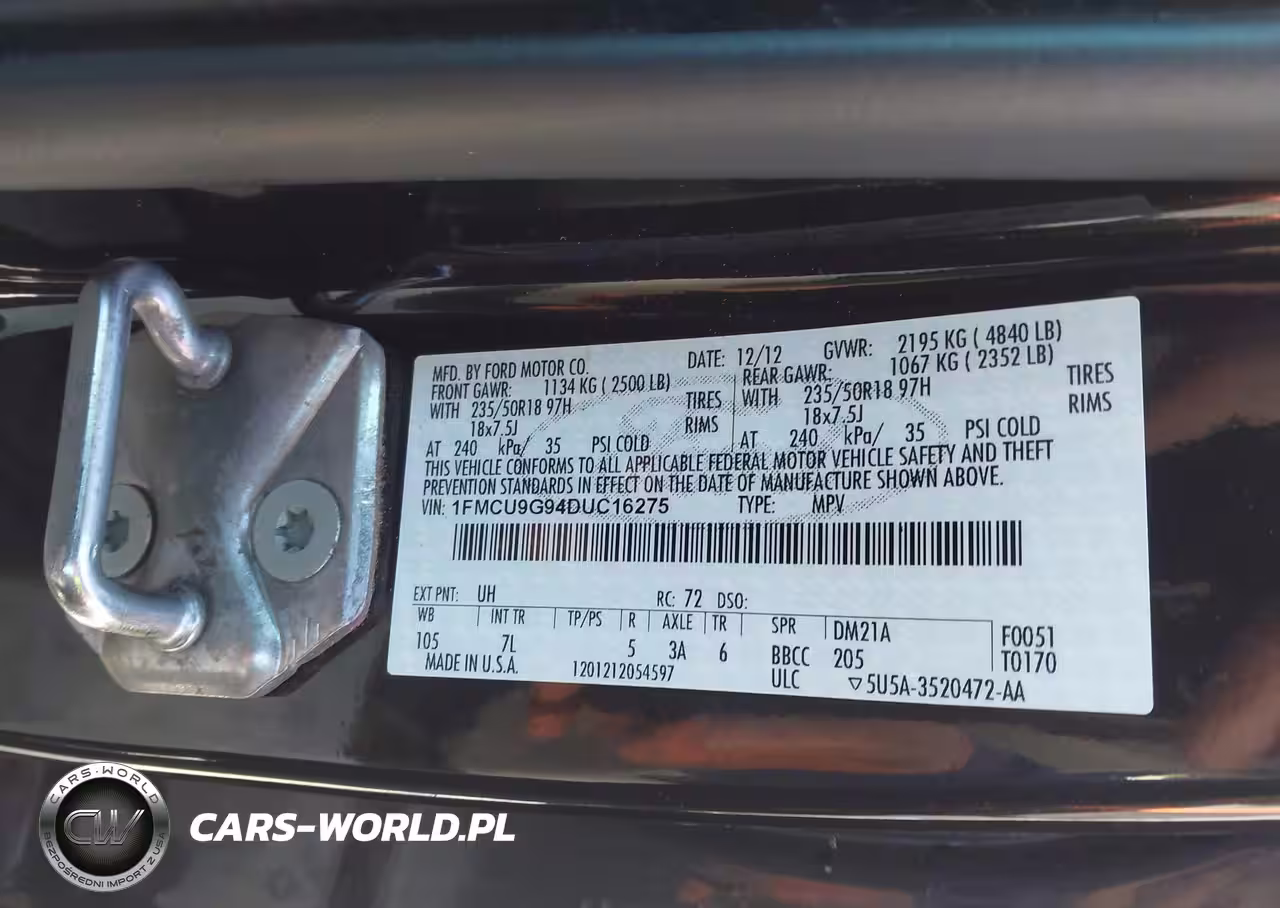 MFD. BY FORD MOTOR CO. DATE: 12/12 GVWR: 2195 KG ( 4840 LB)
FRONT GAWR: 1134 KG ( 2500 LB) REAR GAWR: 1067 KG ( 2352 LB)
WITH 235/50R18 97H TIRES WITH 235/50R18 97H TIRES
18x7.5J RIMS 18x7.5J RIMS
AT 240 kPa/ 35 PSI COLD AT 240 kPa/ 35 PSI COLD
THIS VEHICLE CONFORMS TO ALL APPLICABLE FEDERAL MOTOR VEHICLE SAFETY AND THEFT
PREVENTION STANDARDS IN EFFECT ON THE DATE OF MANUFACTURE SHOWN ABOVE.
VIN: 1FMCU9G94DUC16275 TYPE: MPV
EXT PNT: UH RC: 72 DSO:
WB INT TR TP/PS R AXLE TR SPR DM21A F0051
105 7L 5 3A 6 BBCC 205 T0170
MADE IN U.S.A. 1201212054597 ULC ▽5U5A-3520472-AA
CARS-WORLD
CW
BEZPOŚREDNI IMPORT Z USA
CARS-WORLD.PL